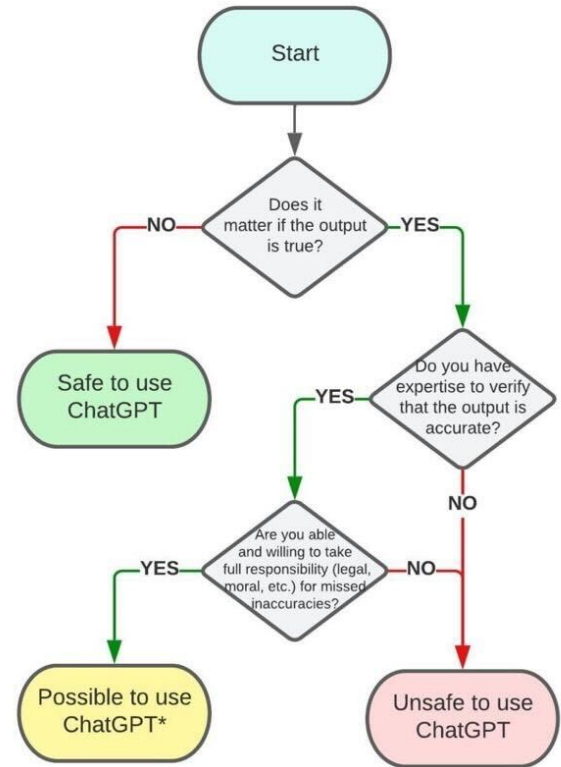 Start
Does it
matter if the output
is true?
NO
YES
Safe to use
ChatGPT
Do you have
expertise to verify
that the output is
accurate?
YES
NO
Are you able
and willing to take
full responsibility (legal,
moral, etc.) for missed
inaccuracies?
YES
NO
Possible to use
ChatGPT*
Unsafe to use
ChatGPT